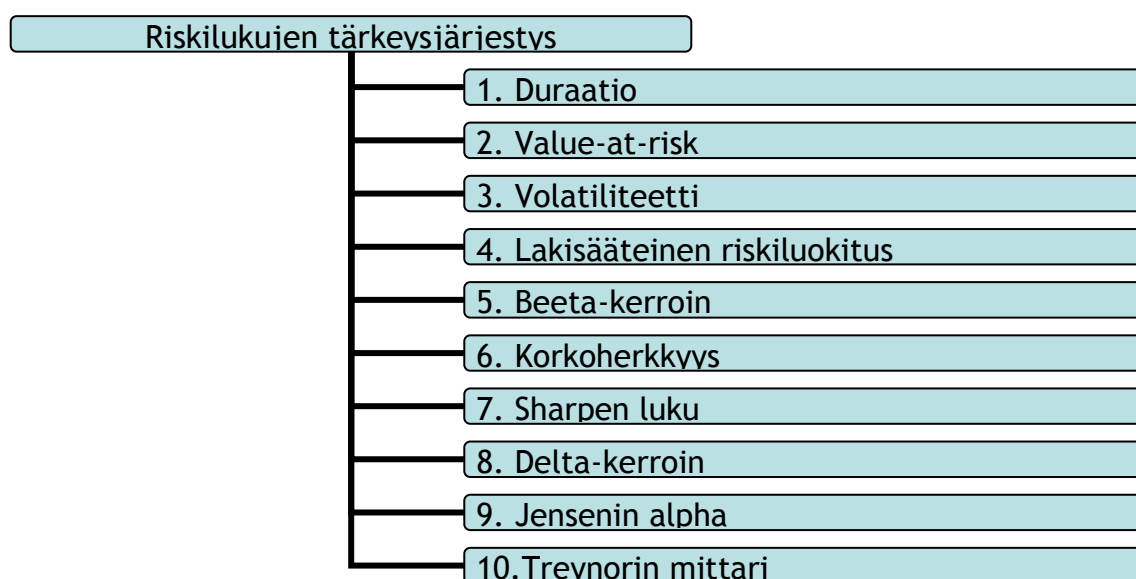 Riskilukujen tärkeysjärjestys
1. Duraatio
2. Value-at-risk
3. Volatiliteetti
4. Lakisääteinen riskiluokitus
5. Beeta-kerroin
6. Korkoherkkyys
7. Sharpen luku
8. Delta-kerroin
9. Jensenin alpha
10.Treynorin mittari